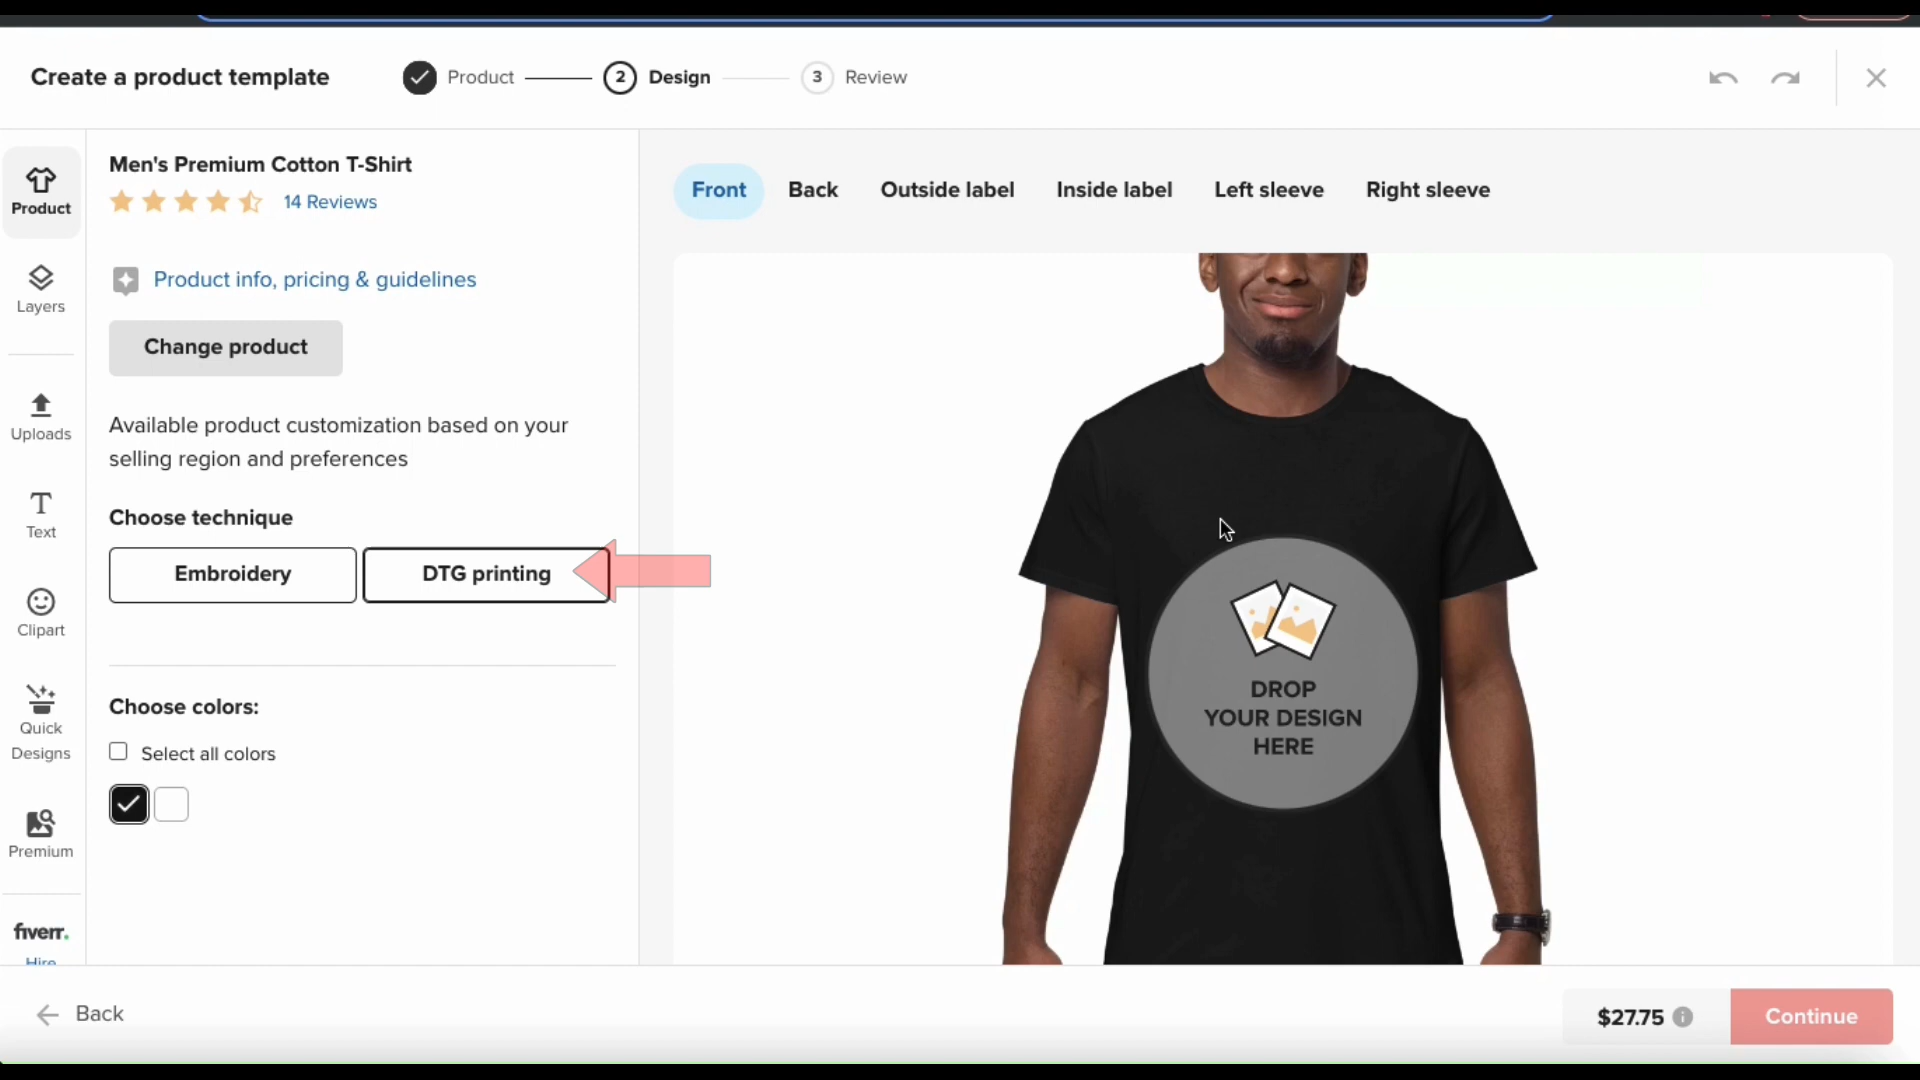 Create a product template
Product
2
Design
3
Review
Product
Layers
Uploads
Text
Clipart
Quick
Designs
Premium
fiverr.
Hire
Men's Premium Cotton T-Shirt
14 Reviews
Product info, pricing & guidelines
Change product
Available product customization based on your
selling region and preferences
Choose technique
Embroidery
DTG printing
Choose colors:
Select all colors
Front
Back
Outside label
Inside label
Left sleeve
Right sleeve
DROP
YOUR DESIGN
HERE
Back
$27.75
Continue